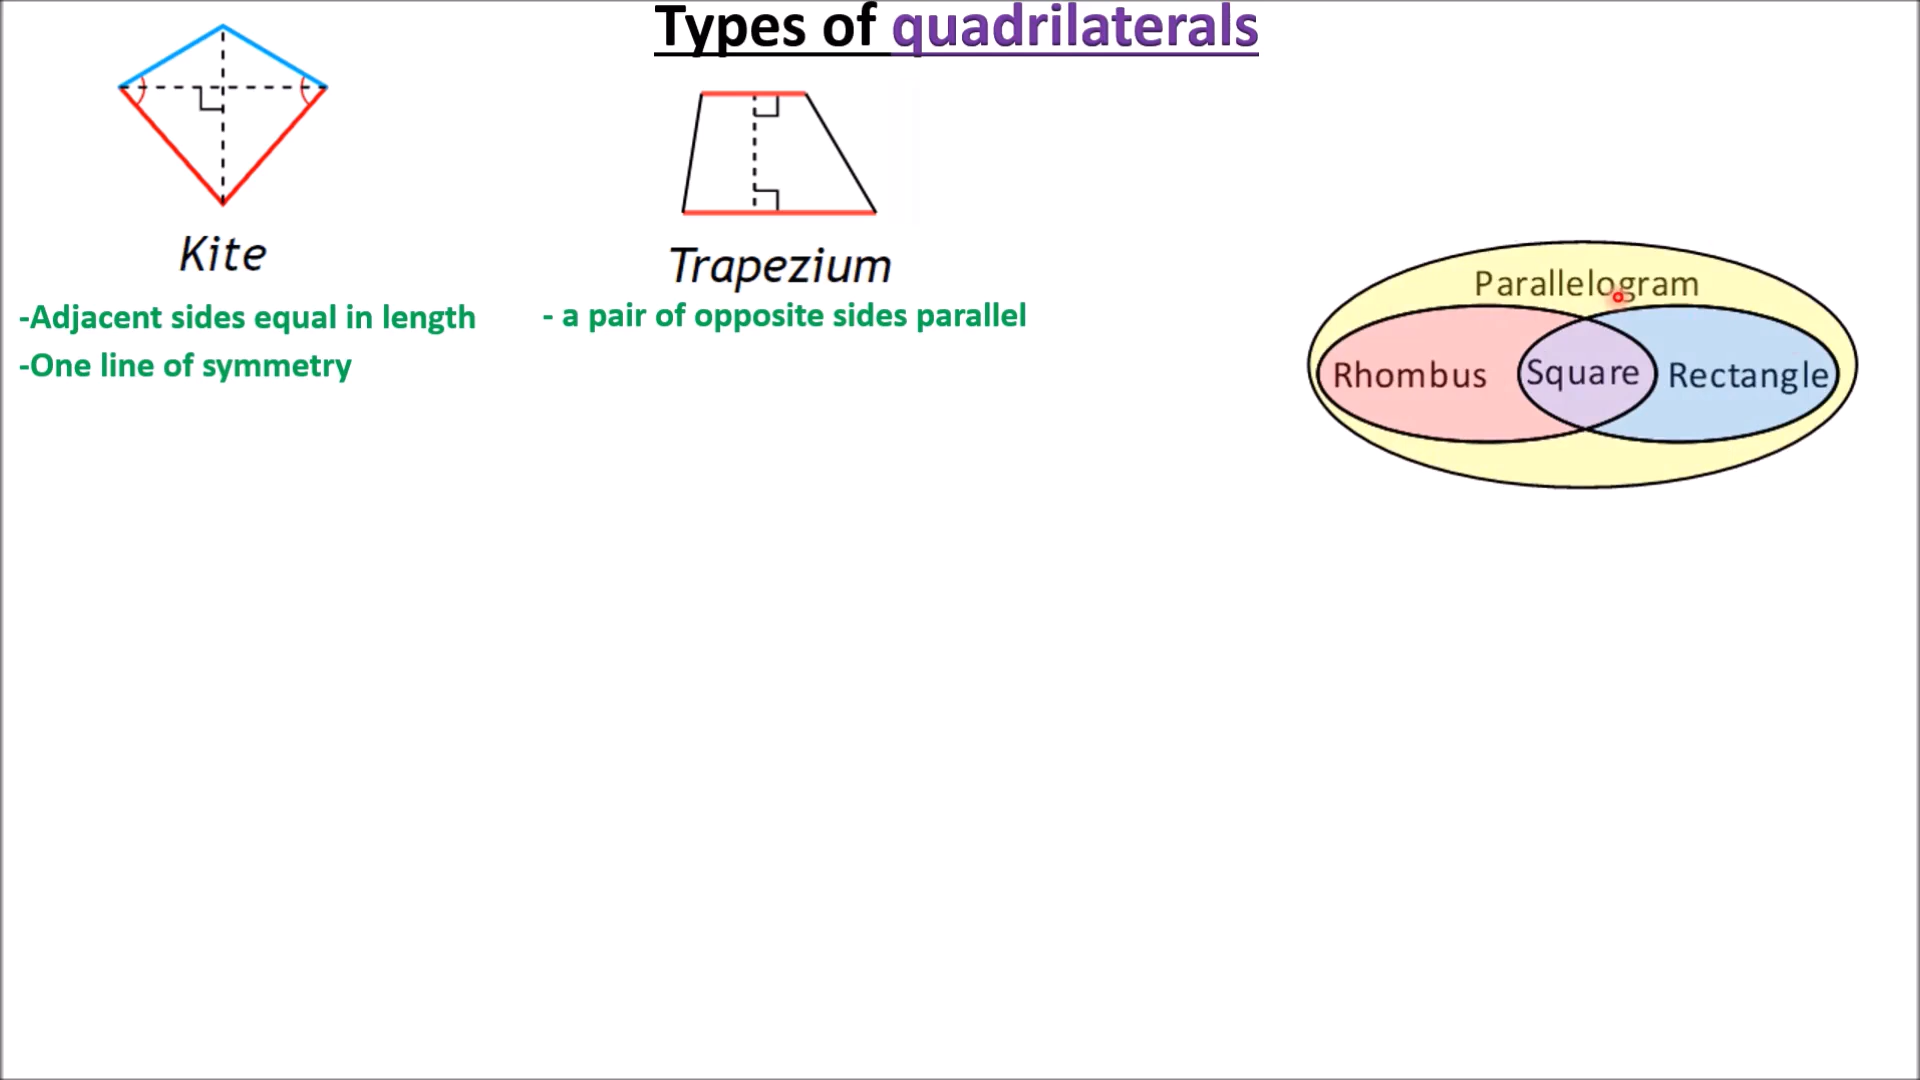 Types of quadrilaterals
Kite
-Adjacent sides equal in length
-One line of symmetry
Trapezium
- a pair of opposite sides parallel
Parallelogram
Rhombus
Square
Rectangle